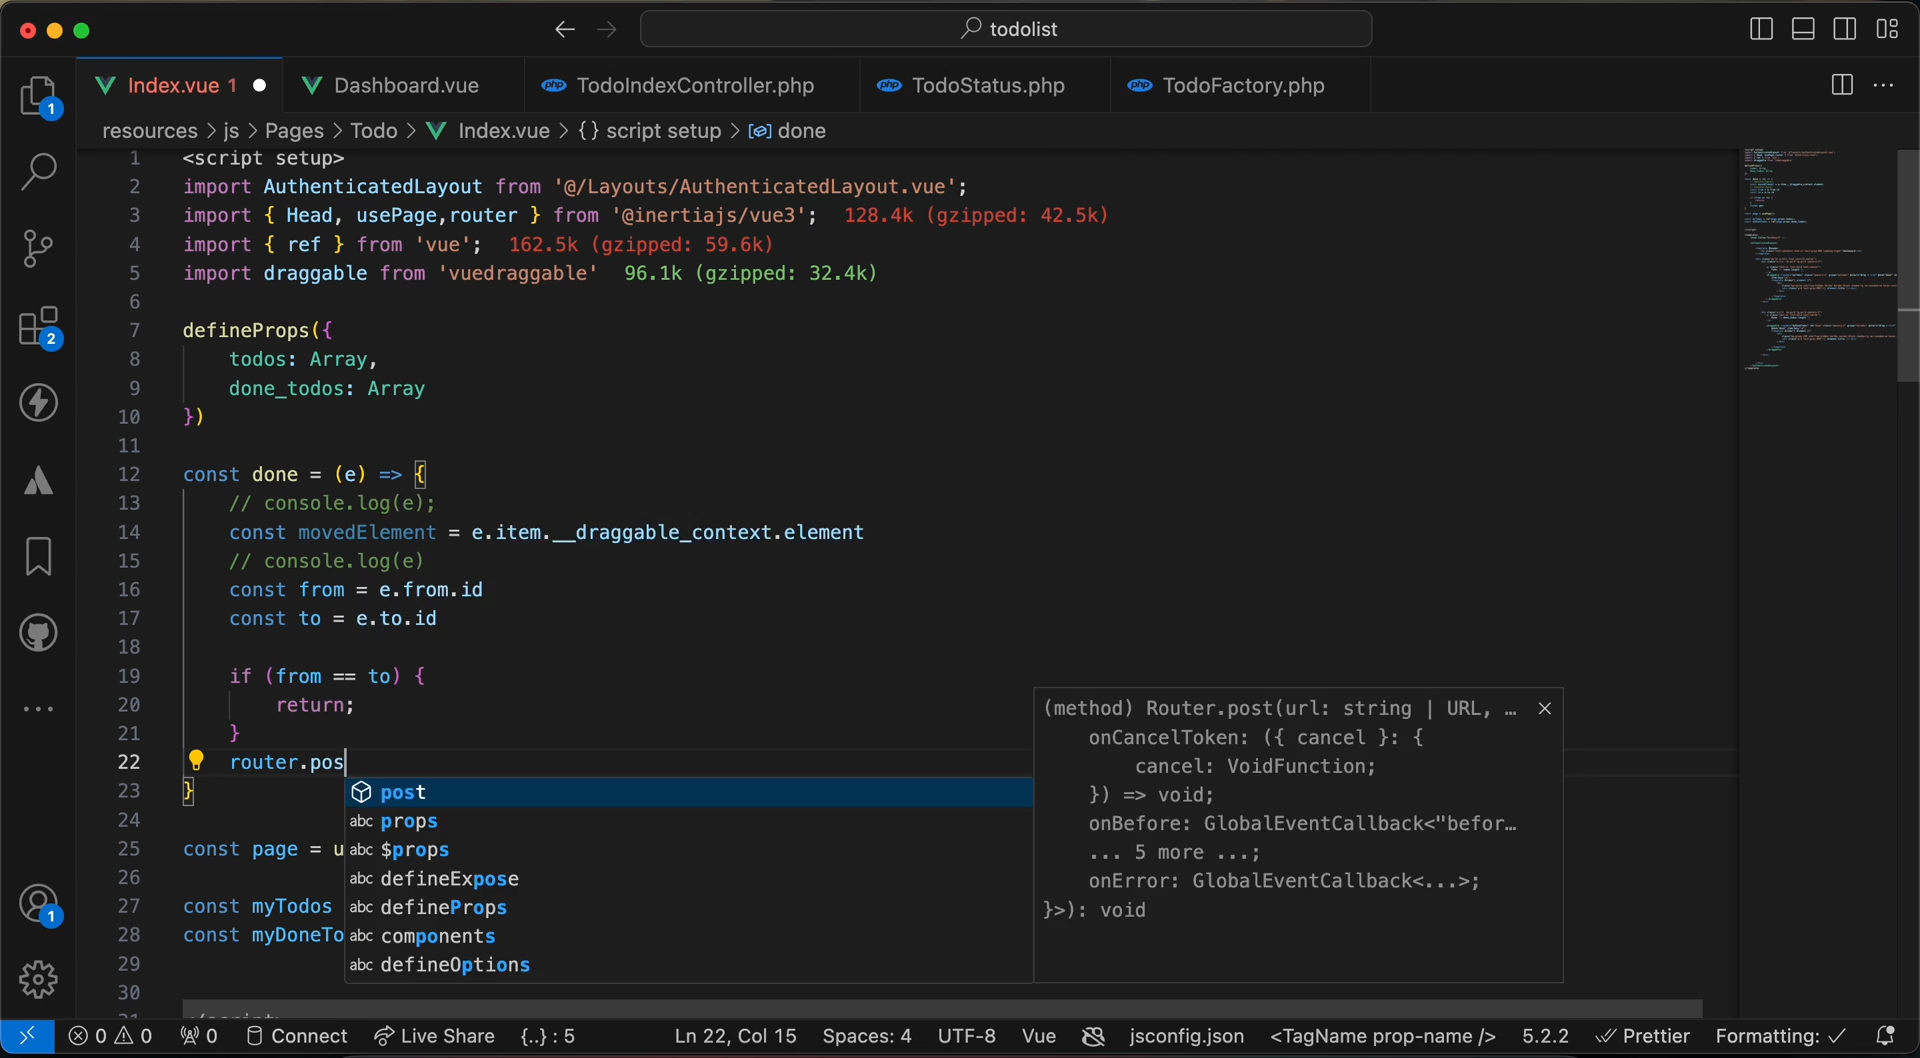 todolist
Index.vue 1
Dashboard.vue
TodoIndexController.php
TodoStatus.php
TodoFactory.php
resources > js > Pages > Todo > Index.vue > {} script setup > done
1 <script setup>
2 import AuthenticatedLayout from '@/Layouts/AuthenticatedLayout.vue';
3 import { Head, usePage,router } from '@inertiajs/vue3'; 128.4k (gzipped: 42.5k)
4 import { ref } from 'vue'; 162.5k (gzipped: 59.6k)
5 import draggable from 'vuedraggable' 96.1k (gzipped: 32.4k)
6
7 defineProps({
8 todos: Array,
9 done_todos: Array
10 })
11
12 const done = (e) => {
13 // console.log(e);
14 const movedElement = e.item.__draggable_context.element
15 // console.log(e)
16 const from = e.from.id
17 const to = e.to.id
18
19 if (from == to) {
20 return;
21 }
22 router.pos
23 }
24
25 const page = u
26
27 const myTodos
28 const myDoneTo
29
30
post
abc props
abc $props
abc defineExpose
abc defineProps
abc components
abc defineOptions
(method) Router.post(url: string | URL, …
onCancelToken: ({ cancel }: {
cancel: VoidFunction;
}) => void;
onBefore: GlobalEventCallback<"befor…
... 5 more ...;
onError: GlobalEventCallback<...>;
}>): void
1
2
1
0 0 0 Connect Live Share {..} : 5 Ln 22, Col 15 Spaces: 4 UTF-8 Vue jsconfig.json <TagName prop-name /> 5.2.2 Prettier Formatting: ✓